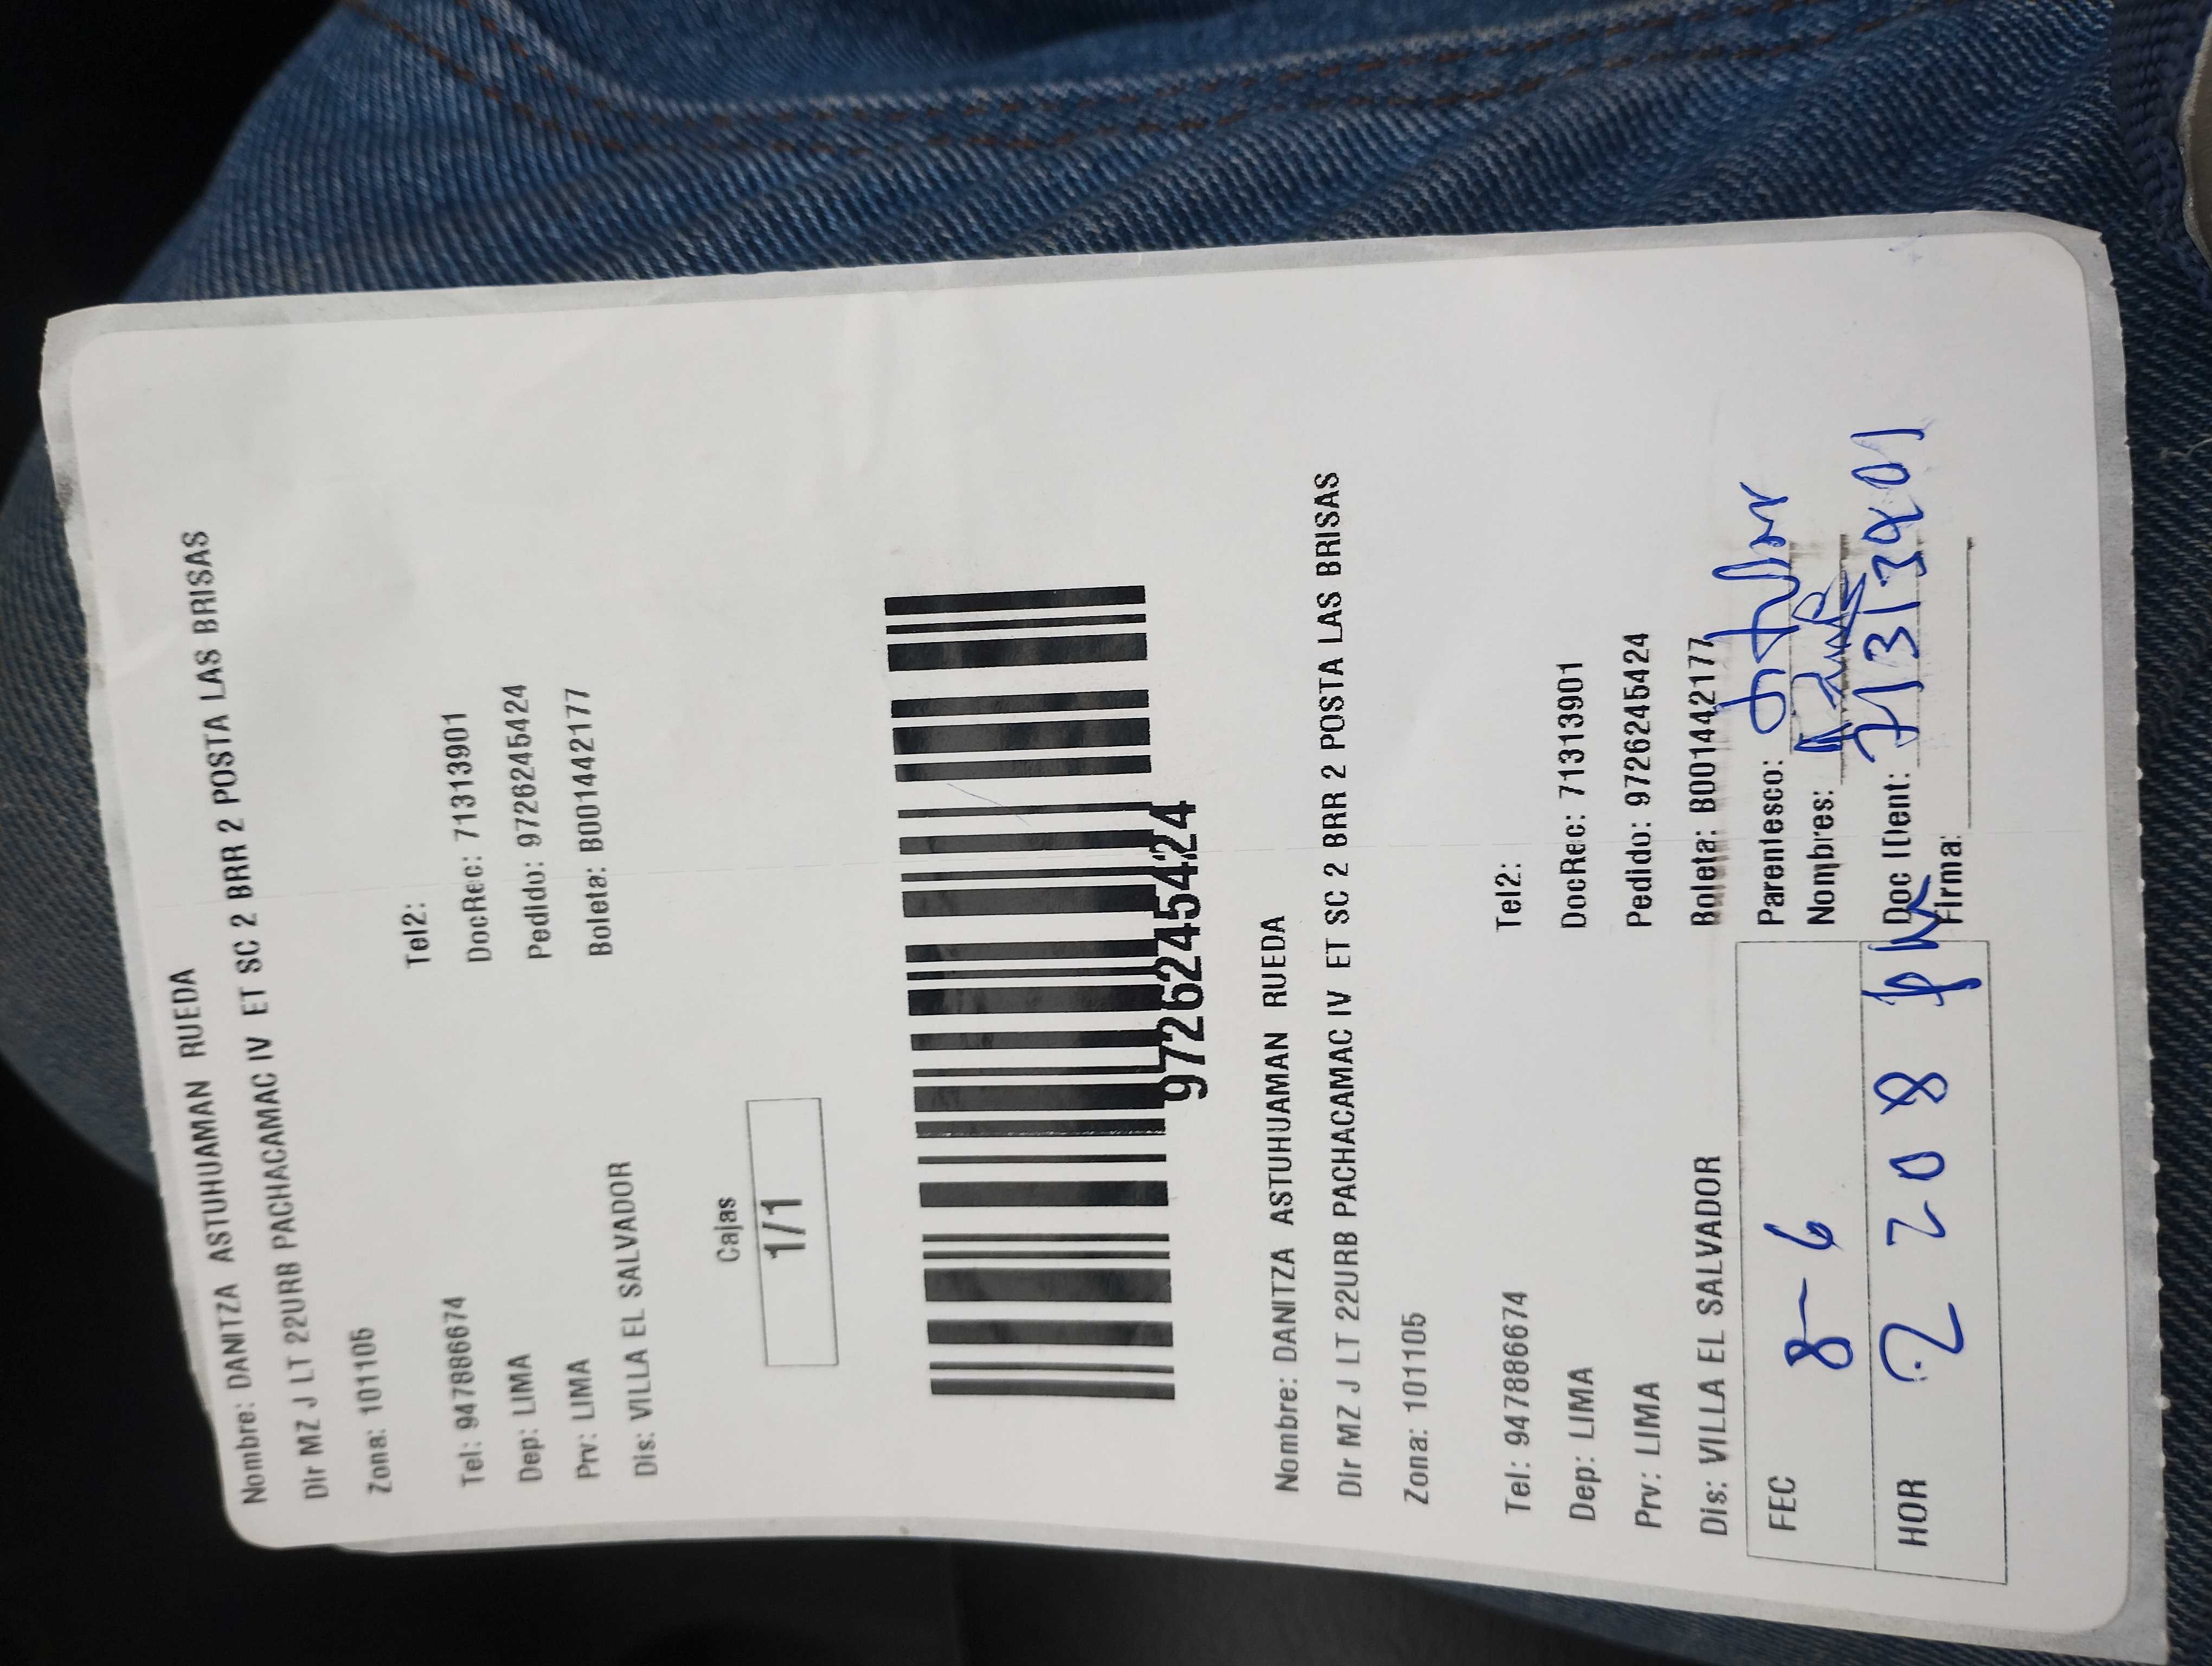 Nombre: DANITZA ASTUHUAMAN RUEDA
Dir MZ J LT 22URB PACHACAMAC IV ET SC 2 BRR 2 POSTA LAS BRISAS
Zona: 101105
Tel2:
Tel: 947886674
DocRec: 71313901
Dep: LIMA
Pedido: 9726245424
Prv: LIMA
Boleta: B001442177
Dis: VILLA EL SALVADOR
Cajas
1/1
9726245424
Nombre: DANITZA ASTUHUAMAN RUEDA
Dir MZ J LT 22URB PACHACAMAC IV ET SC 2 BRR 2 POSTA LAS BRISAS
Zona: 101105
Tel2:
Tel: 947886674
DocRec: 71313901
Dep: LIMA
Pedido: 9726245424
Prv: LIMA
Boleta: B001442177
Dis: VILLA EL SALVADOR
FEC 8-6
Parentesco:
Nombres:
HOR 2 208
Doc IDent: 71313901
Firma: